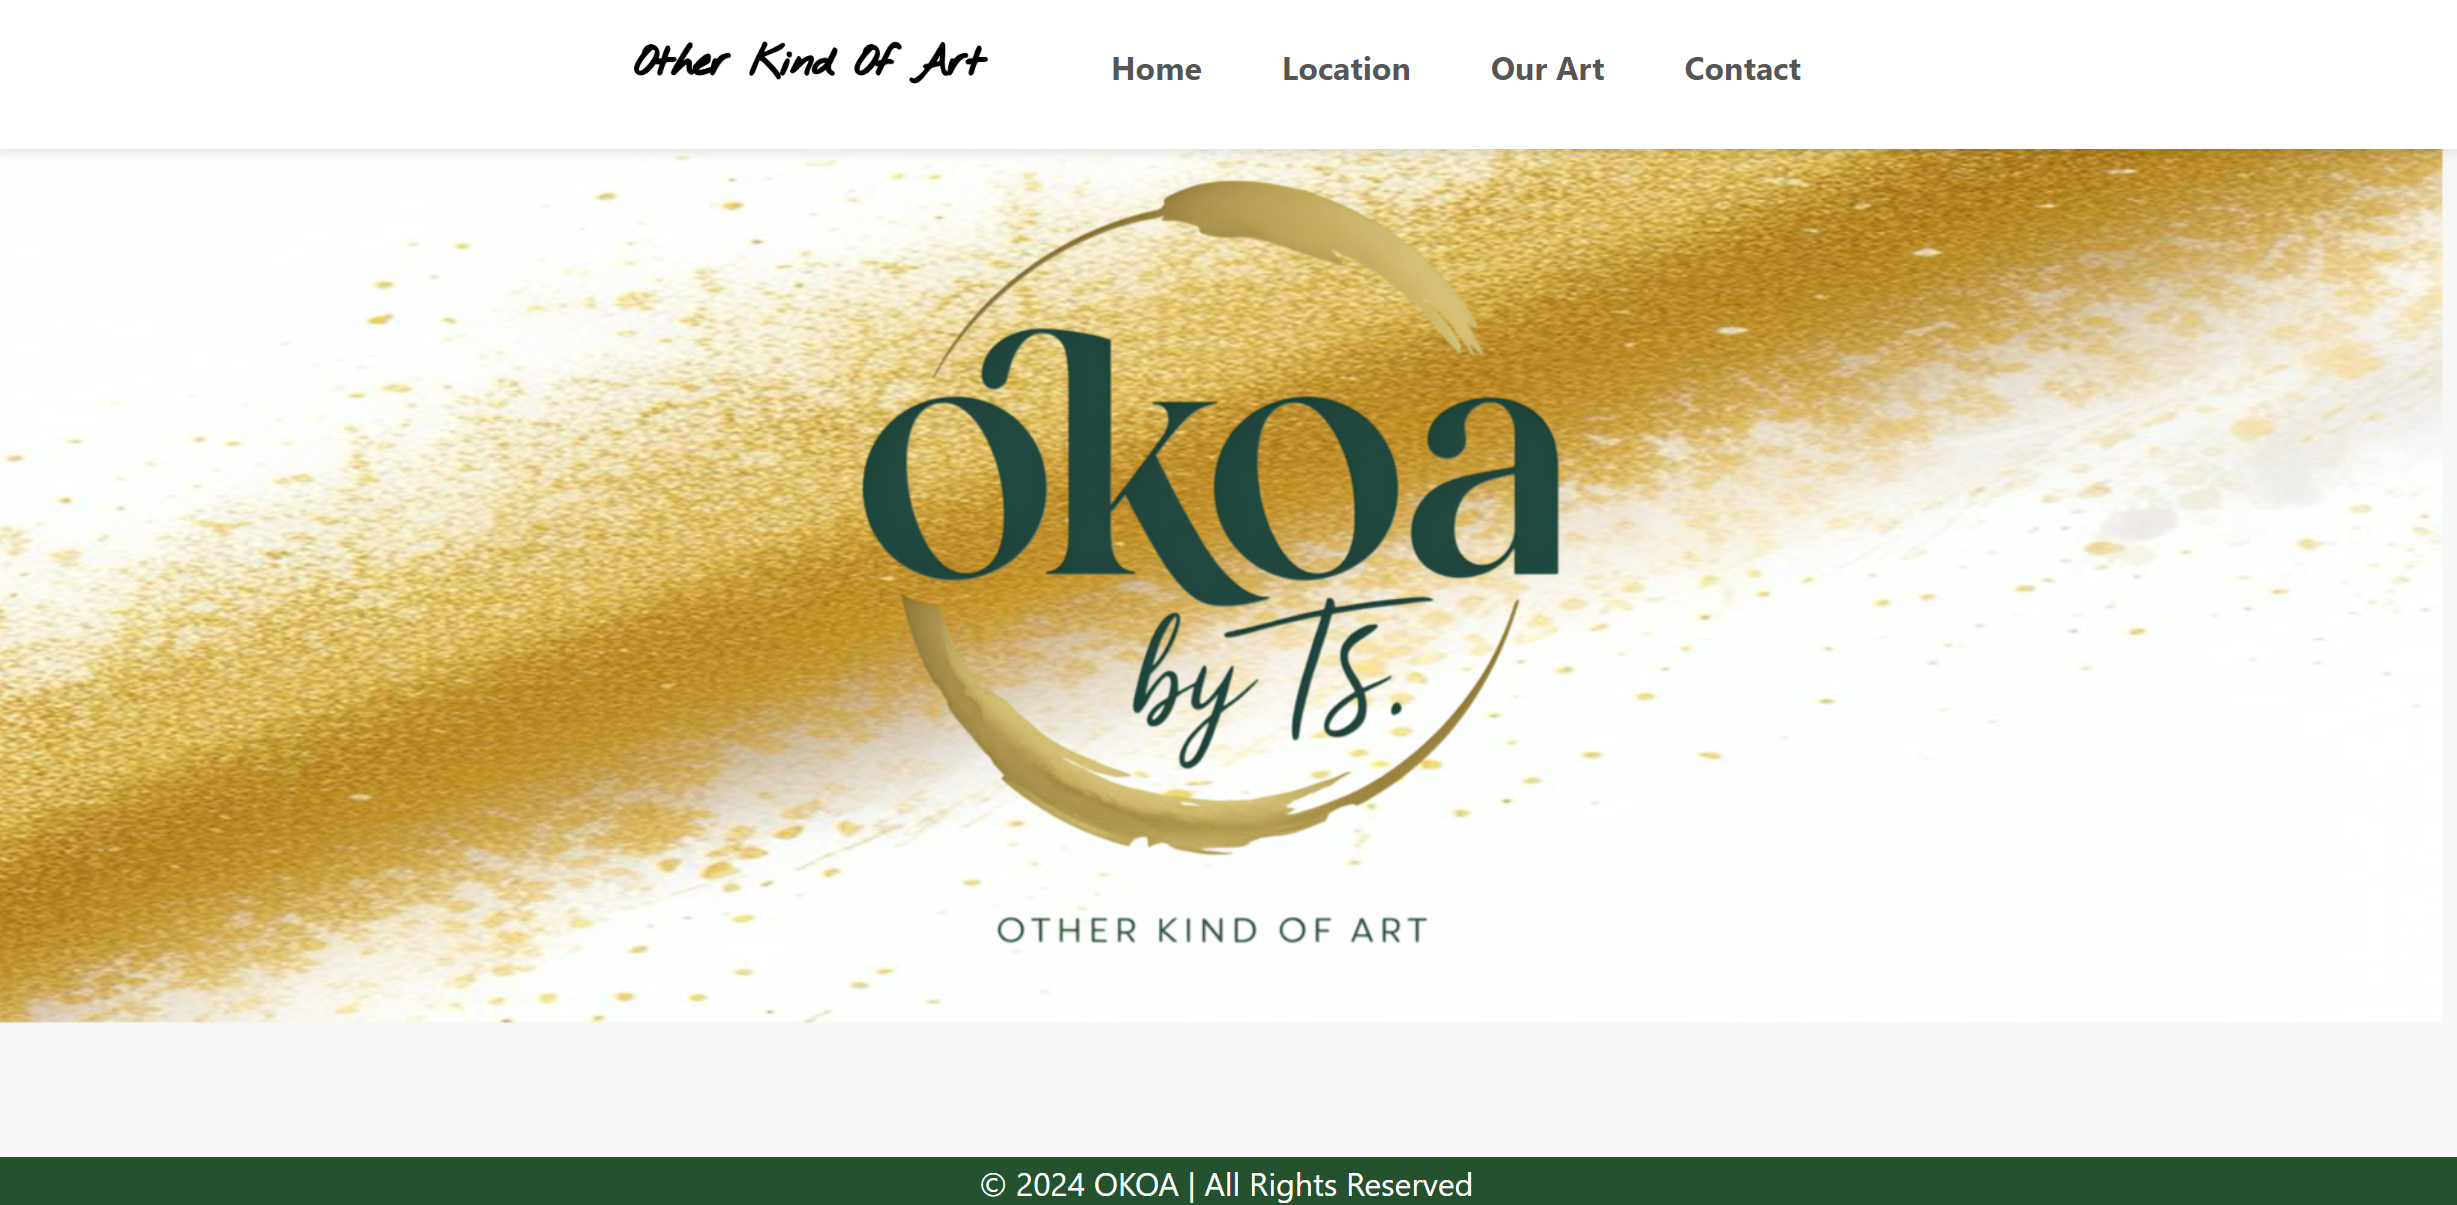 Other Kind Of Art
Home Location Our Art Contact
okoa
by Ts.
OTHER KIND OF ART
© 2024 OKOA | All Rights Reserved